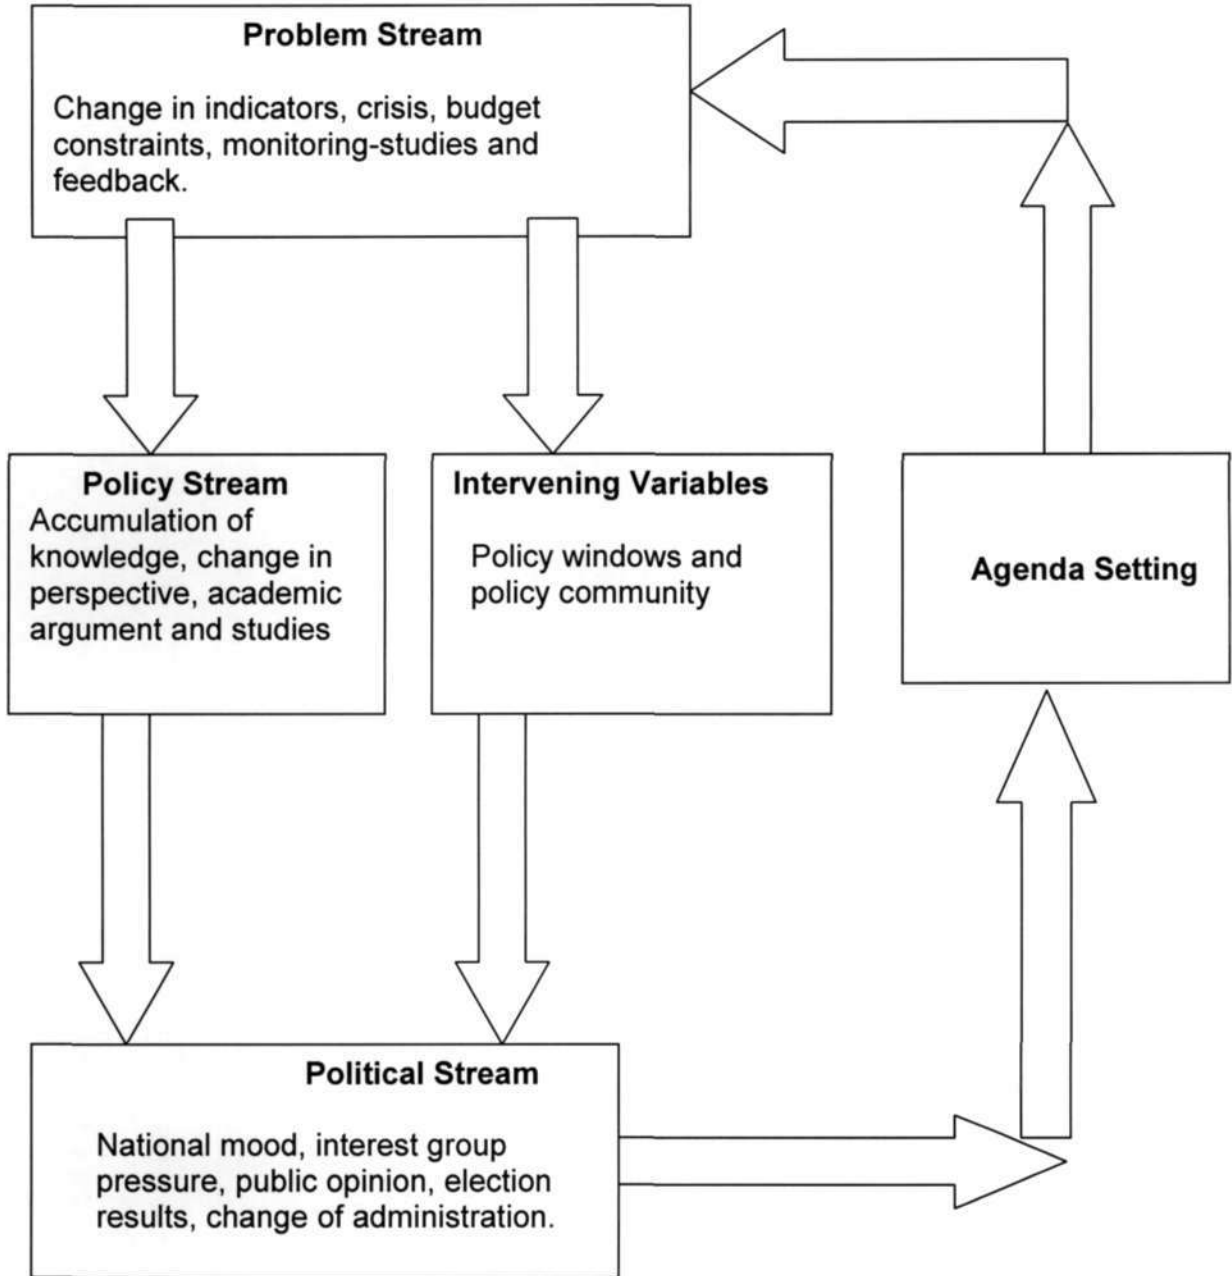 Problem Stream
Change in indicators, crisis, budget
constraints, monitoring-studies and
feedback.
Policy Stream
Accumulation of
knowledge, change in
perspective, academic
argument and studies
Intervening Variables
Policy windows and
policy community
Agenda Setting
Political Stream
National mood, interest group
pressure, public opinion, election
results, change of administration.